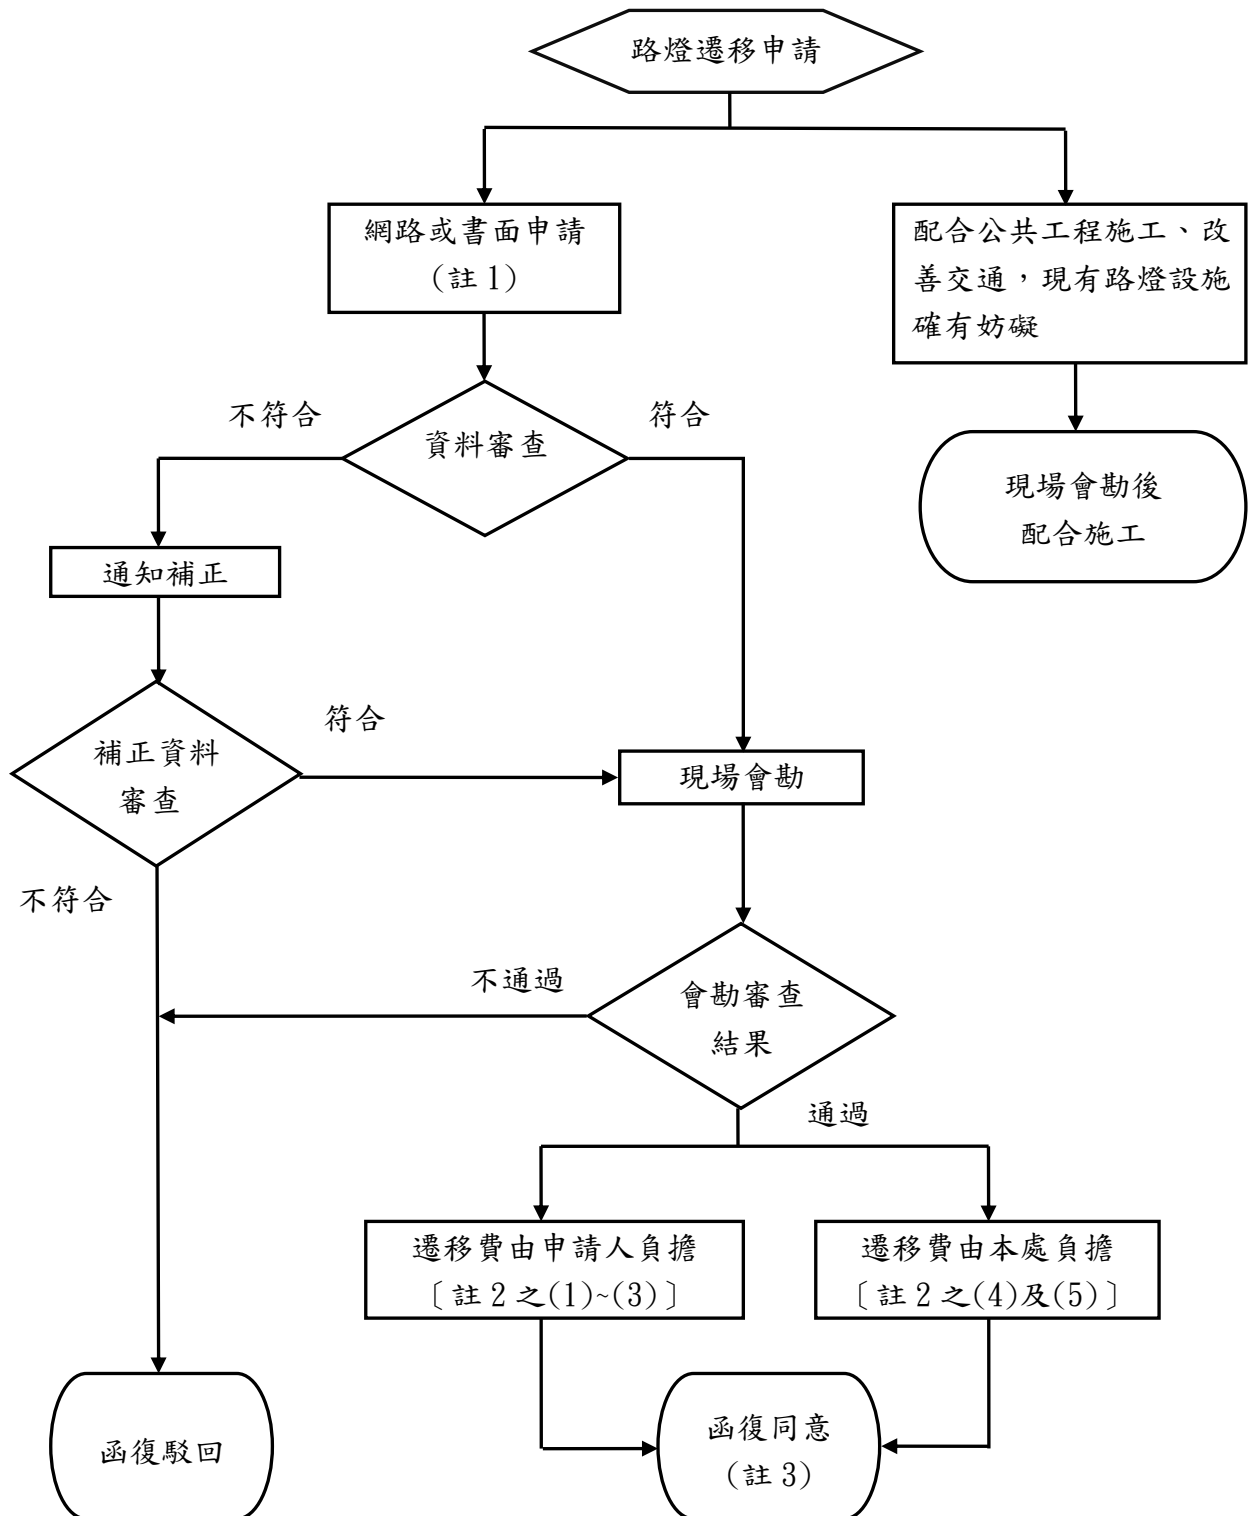 路燈遷移申請
網路或書面申請
(註 1)
配合公共工程施工、改
善交通，現有路燈設施
確有妨礙
不符合
符合
資料審查
現場會勘後
配合施工
通知補正
符合
補正資料
審查
現場會勘
不符合
不通過
會勘審查
結果
通過
遷移費由申請人負擔
〔註 2 之(1)~(3)〕
遷移費由本處負擔
〔註 2 之(4)及(5)〕
函復駁回
函復同意
(註 3)